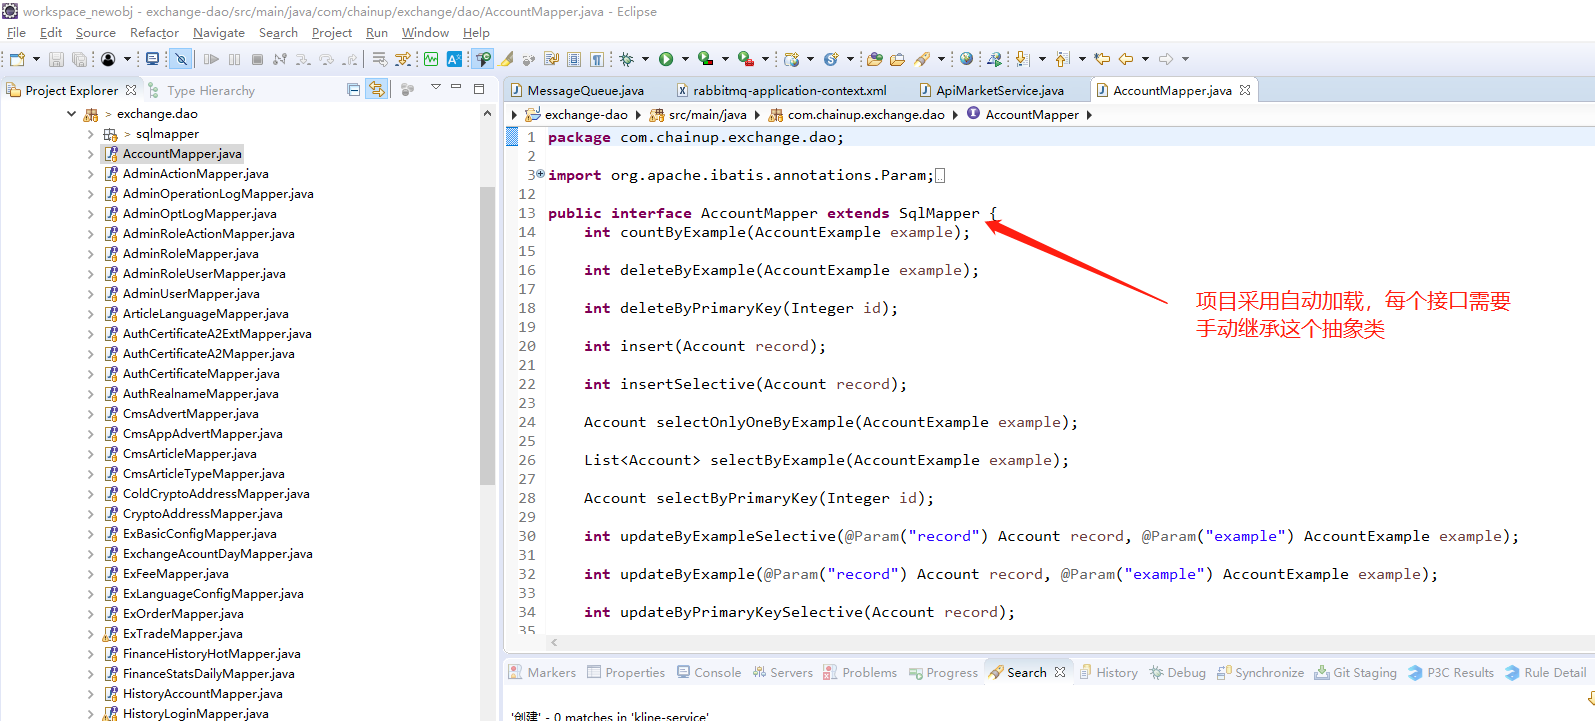 workspace_newobj - exchange-dao/src/main/java/com/chainup/exchange/dao/AccountMapper.java - Eclipse
File Edit Source Refactor Navigate Search Project Run Window Help
Project Explorer Type Hierarchy
> exchange.dao
> sqlmapper
AccountMapper.java
AdminActionMapper.java
AdminOperationLogMapper.java
AdminOptLogMapper.java
AdminRoleActionMapper.java
AdminRoleMapper.java
AdminRoleUserMapper.java
AdminUserMapper.java
ArticleLanguageMapper.java
AuthCertificateA2ExtMapper.java
AuthCertificateA2Mapper.java
AuthCertificateMapper.java
AuthRealnameMapper.java
CmsAdvertMapper.java
CmsAppAdvertMapper.java
CmsArticleMapper.java
CmsArticleTypeMapper.java
ColdCryptoAddressMapper.java
CryptoAddressMapper.java
ExBasicConfigMapper.java
ExchangeAcountDayMapper.java
ExFeeMapper.java
ExLanguageConfigMapper.java
ExOrderMapper.java
ExTradeMapper.java
FinanceHistoryHotMapper.java
FinanceStatsDailyMapper.java
HistoryAccountMapper.java
HistoryLoginMapper.java
MessageQueue.java rabbitmq-application-context.xml ApiMarketService.java AccountMapper.java
exchange-dao src/main/java com.chainup.exchange.dao AccountMapper
1 package com.chainup.exchange.dao;
2
3 import org.apache.ibatis.annotations.Param;
12
13 public interface AccountMapper extends SqlMapper {
14 int countByExample(AccountExample example);
15
16 int deleteByExample(AccountExample example);
17
18 int deleteByPrimaryKey(Integer id);
19
20 int insert(Account record);
21
22 int insertSelective(Account record);
23
24 Account selectOnlyOneByExample(AccountExample example);
25
26 List<Account> selectByExample(AccountExample example);
27
28 Account selectByPrimaryKey(Integer id);
29
30 int updateByExampleSelective(@Param("record") Account record, @Param("example") AccountExample example);
31
32 int updateByExample(@Param("record") Account record, @Param("example") AccountExample example);
33
34 int updateByPrimaryKeySelective(Account record);
35
项目采用自动加载，每个接口需要
手动继承这个抽象类
Markers Properties Console Servers Problems Progress Search History Debug Synchronize Git Staging P3C Results Rule Detail
'创建' - 0 matches in 'kline-service'